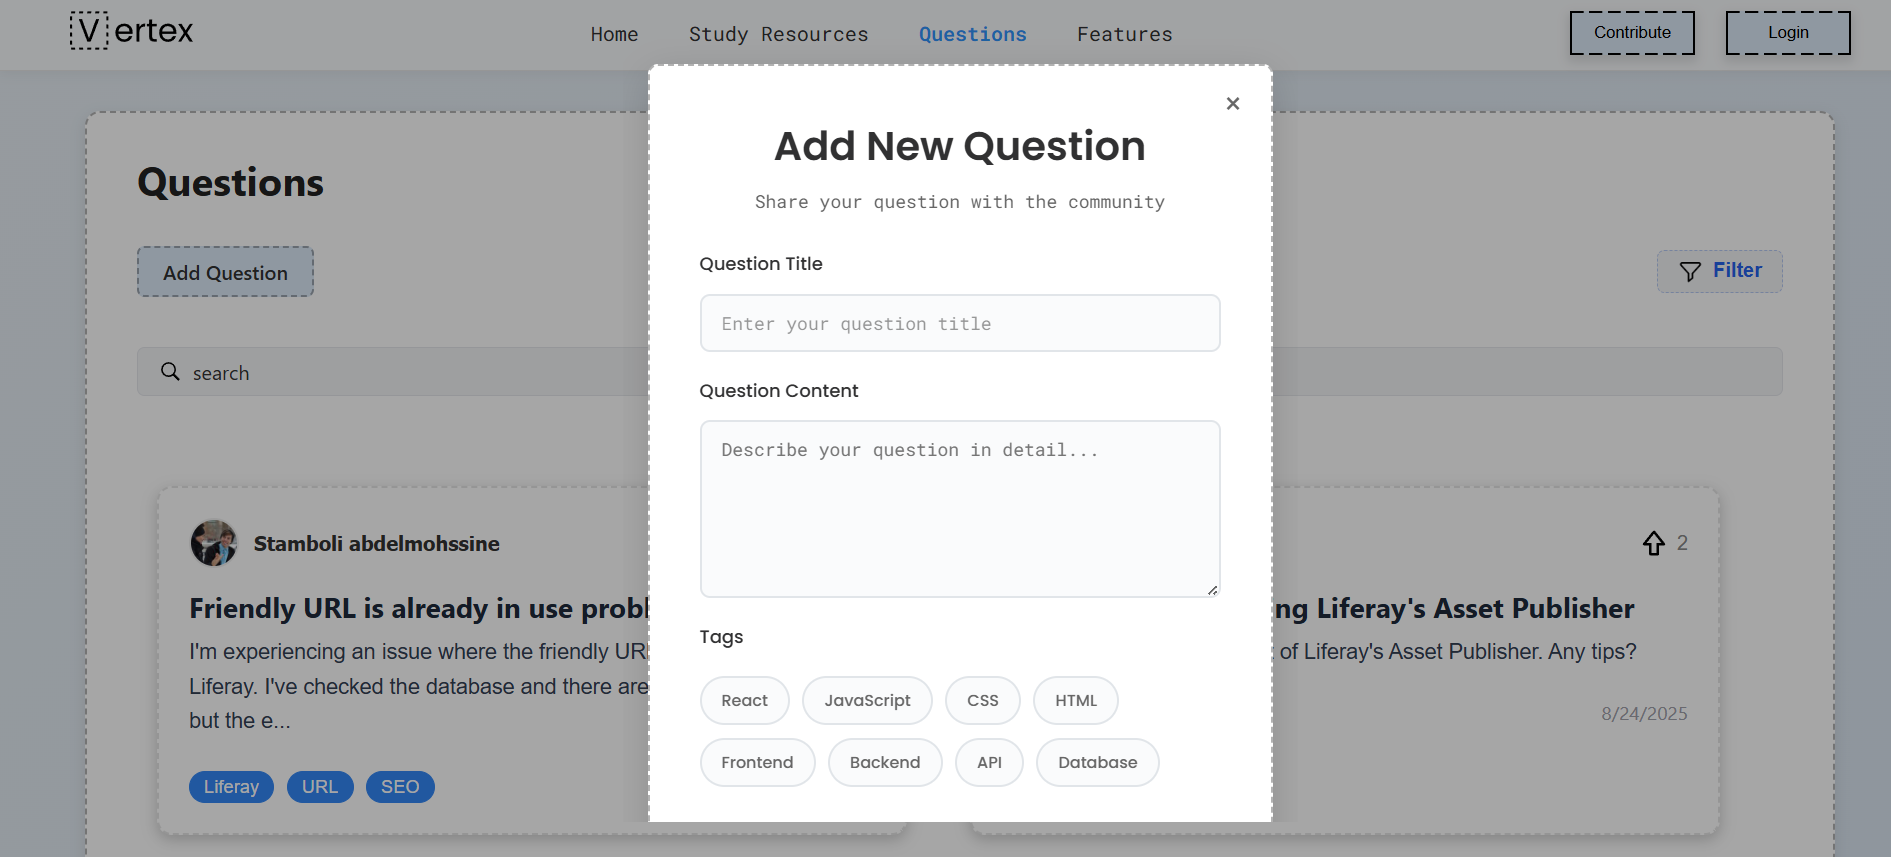 Vertex
Home
Study Resources
Questions
Features
Contribute
Login
×
Add New Question
Share your question with the community
Question Title
Enter your question title
Question Content
Describe your question in detail...
Tags
React
JavaScript
CSS
HTML
Frontend
Backend
API
Database
Questions
Add Question
Filter
search
Stamboli abdelmohssine
Friendly URL is already in use
I'm experiencing an issue where the friendly
Liferay. I've checked the database and there are
but the e...
Liferay
URL
SEO
2
Liferay's Asset Publisher
of Liferay's Asset Publisher. Any tips?
8/24/2025